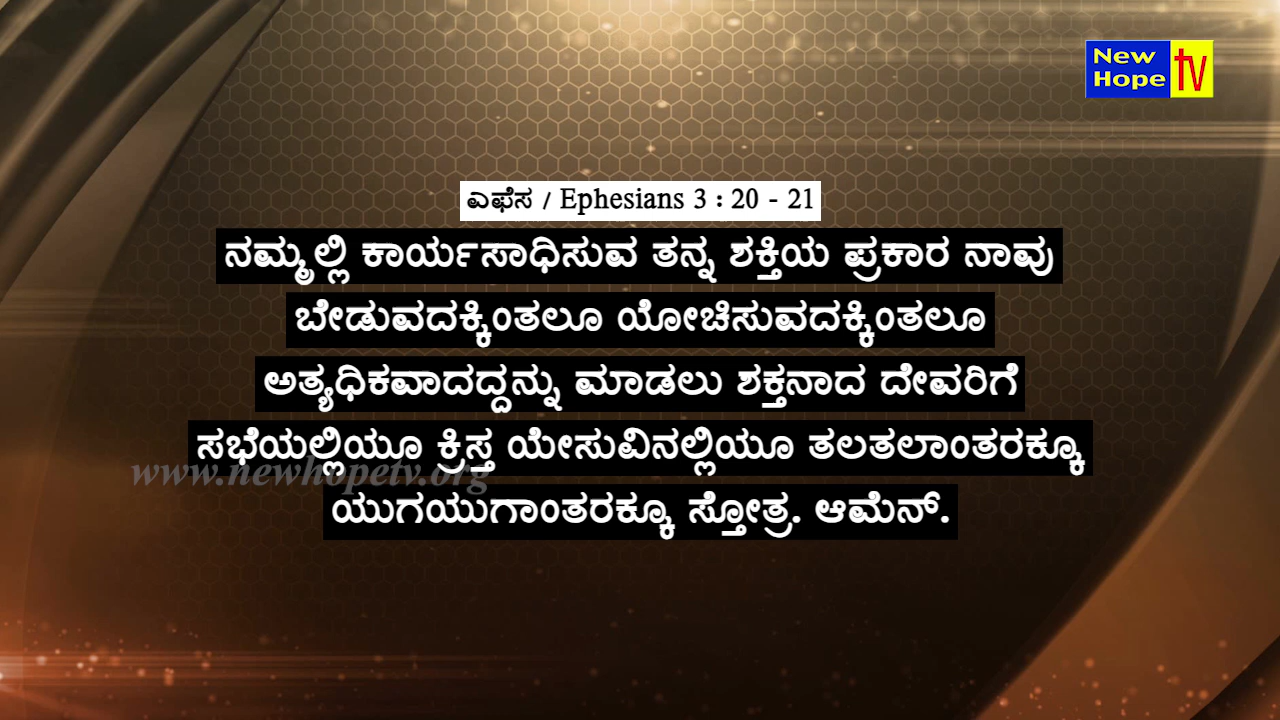 New
Hope TV
ಎಫೆಸ / Ephesians 3 : 20 - 21
ನಮ್ಮಲ್ಲಿ ಕಾರ್ಯಸಾಧಿಸುವ ತನ್ನ ಶಕ್ತಿಯ ಪ್ರಕಾರ ನಾವು
ಬೇಡುವದಕ್ಕಿಂತಲೂ ಯೋಚಿಸುವದಕ್ಕಿಂತಲೂ
ಅತ್ಯಧಿಕವಾದದ್ದನ್ನು ಮಾಡಲು ಶಕ್ತನಾದ ದೇವರಿಗೆ
ಸಭೆಯಲ್ಲಿಯೂ ಕ್ರಿಸ್ತ ಯೇಸುವಿನಲ್ಲಿಯೂ ತಲತಲಾಂತರಕ್ಕೂ
www.newhopetv.org
ಯುಗಯುಗಾಂತರಕ್ಕೂ ಸ್ತೋತ್ರ. ಆಮೆನ್.